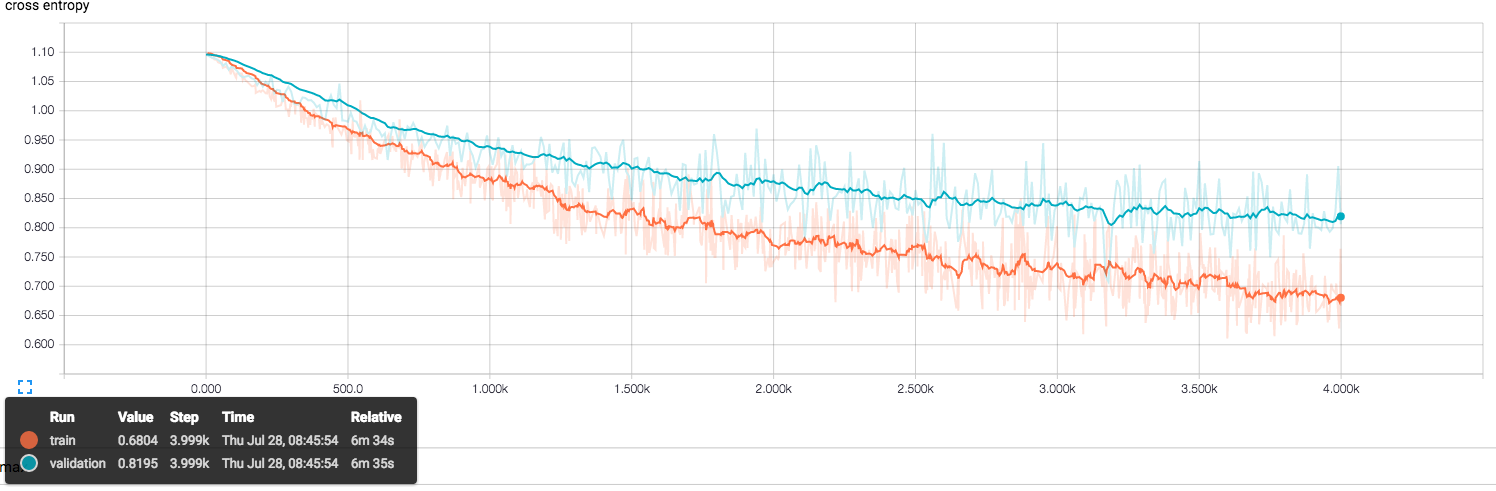 cross entropy
1.10
1.05
1.00
0.950
0.900
0.850
0.800
0.750
0.700
0.650
0.600
0.000 500.0 1.000k 1.500k 2.000k 2.500k 3.000k 3.500k 4.000k
Run Value Step Time Relative
train 0.6804 3.999k Thu Jul 28, 08:45:54 6m 34s
validation 0.8195 3.999k Thu Jul 28, 08:45:54 6m 35s